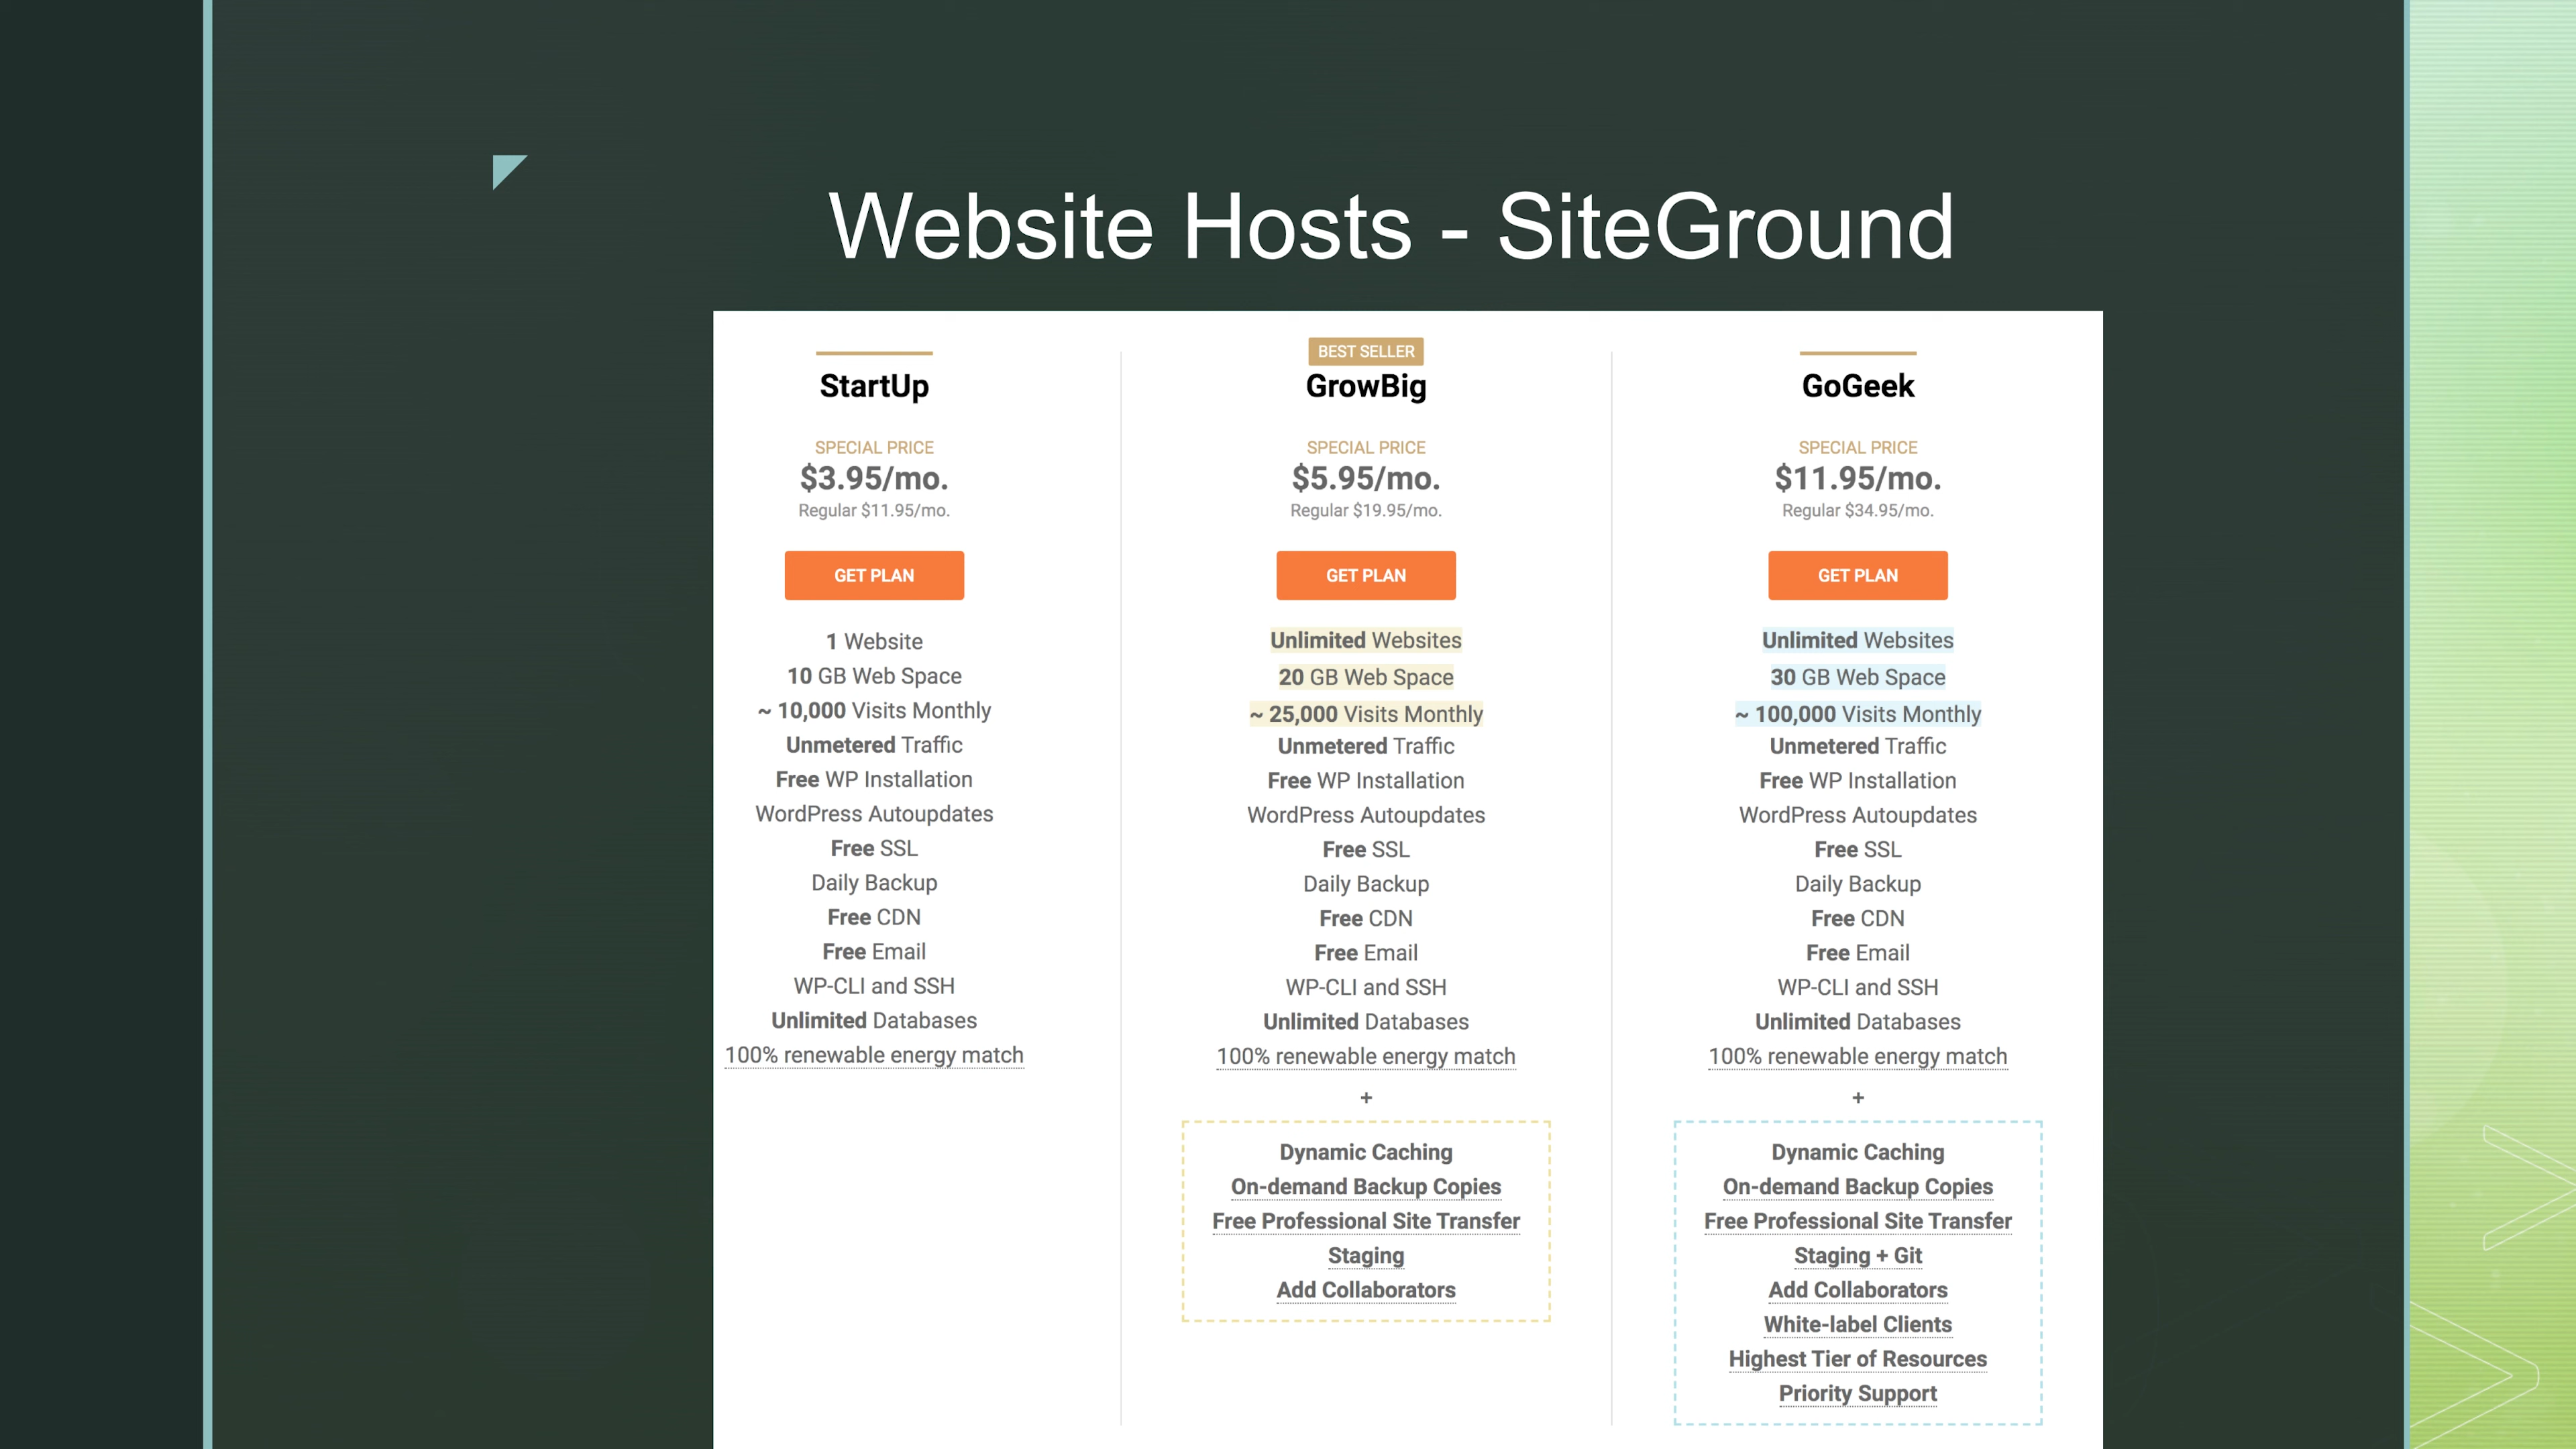 Website Hosts - SiteGround
StartUp
SPECIAL PRICE
$3.95/mo.
Regular $11.95/mo.
GET PLAN
1 Website
10 GB Web Space
~ 10,000 Visits Monthly
Unmetered Traffic
Free WP Installation
WordPress Autoupdates
Free SSL
Daily Backup
Free CDN
Free Email
WP-CLI and SSH
Unlimited Databases
100% renewable energy match
BEST SELLER
GrowBig
SPECIAL PRICE
$5.95/mo.
Regular $19.95/mo.
GET PLAN
Unlimited Websites
20 GB Web Space
~ 25,000 Visits Monthly
Unmetered Traffic
Free WP Installation
WordPress Autoupdates
Free SSL
Daily Backup
Free CDN
Free Email
WP-CLI and SSH
Unlimited Databases
100% renewable energy match
+
Dynamic Caching
On-demand Backup Copies
Free Professional Site Transfer
Staging
Add Collaborators
GoGeek
SPECIAL PRICE
$11.95/mo.
Regular $34.95/mo.
GET PLAN
Unlimited Websites
30 GB Web Space
~ 100,000 Visits Monthly
Unmetered Traffic
Free WP Installation
WordPress Autoupdates
Free SSL
Daily Backup
Free CDN
Free Email
WP-CLI and SSH
Unlimited Databases
100% renewable energy match
+
Dynamic Caching
On-demand Backup Copies
Free Professional Site Transfer
Staging + Git
Add Collaborators
White-label Clients
Highest Tier of Resources
Priority Support